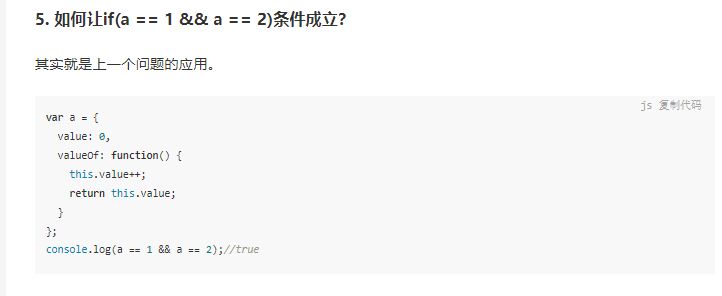 5. 如何让if(a == 1 && a == 2)条件成立?
其实就是上一个问题的应用。
js 复制代码
var a = {
  value: 0,
  valueOf: function() {
    this.value++;
    return this.value;
  }
};
console.log(a == 1 && a == 2);//true